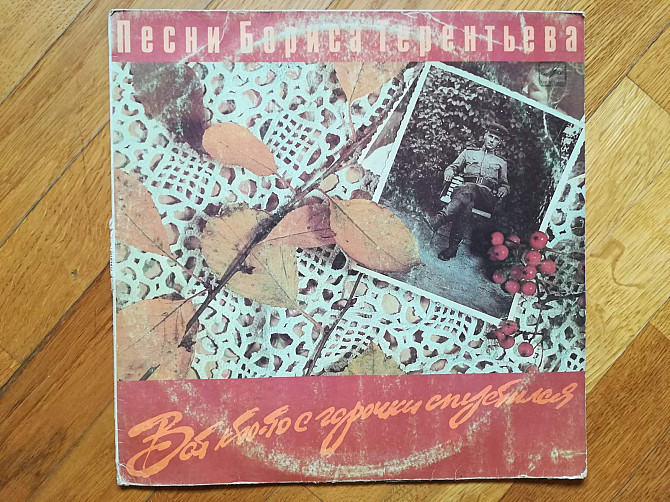 Песни Бориса Терентьева
Вот кто-то с горочки спустился